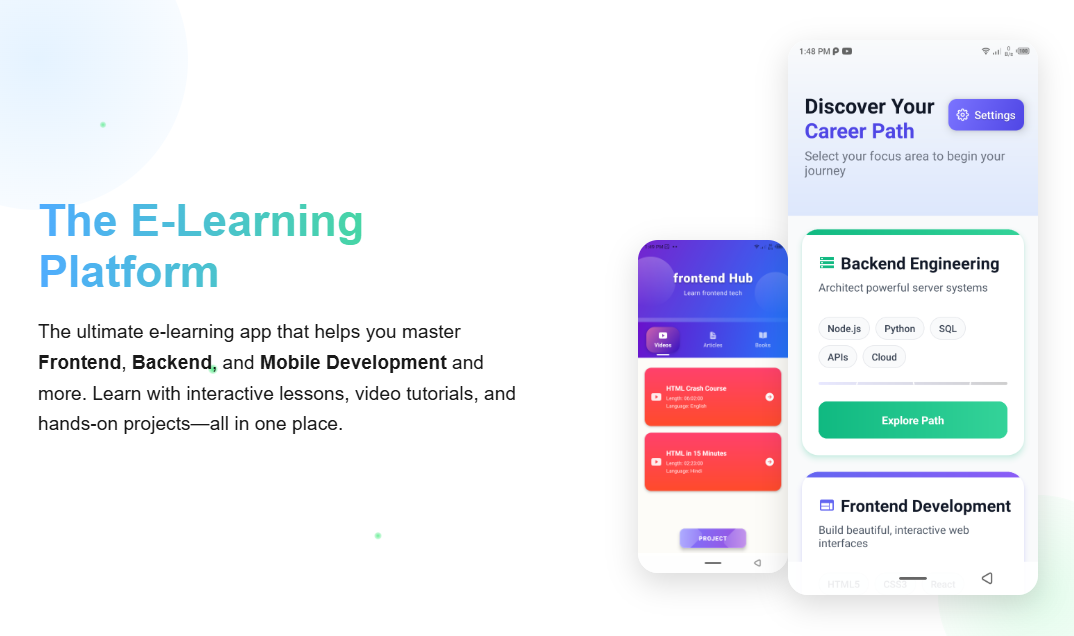 The E-Learning
Platform
The ultimate e-learning app that helps you master
Frontend, Backend, and Mobile Development and
more. Learn with interactive lessons, video tutorials, and
hands-on projects—all in one place.
frontend Hub
Learn frontend tech
Videos
Articles
Books
HTML Crash Course
Length: 06:02:00
Language: English
HTML in 15 Minutes
Language: Hindi
PROJECT
1:48 PM
Discover Your
Career Path
Settings
Select your focus area to begin your
journey
Backend Engineering
Architect powerful server systems
Node.js Python SQL
APIs Cloud
Explore Path
Frontend Development
Build beautiful, interactive web
interfaces
HTML5 CSS3 React